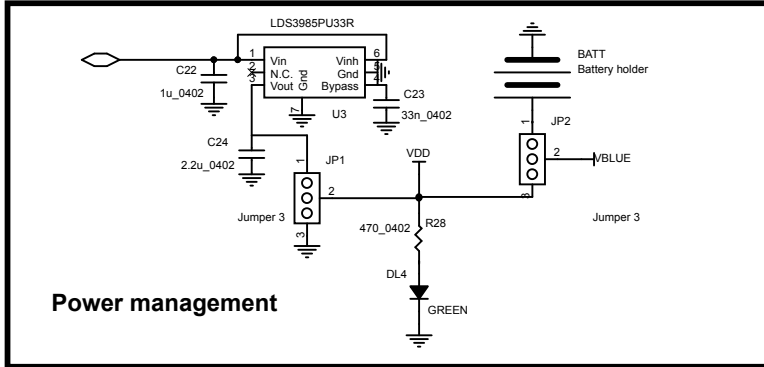 LDS3985PU33R
1 Vin Vinh 6
2 N.C. Gnd 5
3 Vout Gnd Bypass 4
7
U3
C22
1u_0402
C23
33n_0402
C24
2.2u_0402
BATT
Battery holder
JP1
1
2
3
Jumper 3
VDD
JP2
1
2
3
VBLUE
Jumper 3
470_0402
R28
DL4
GREEN
Power management